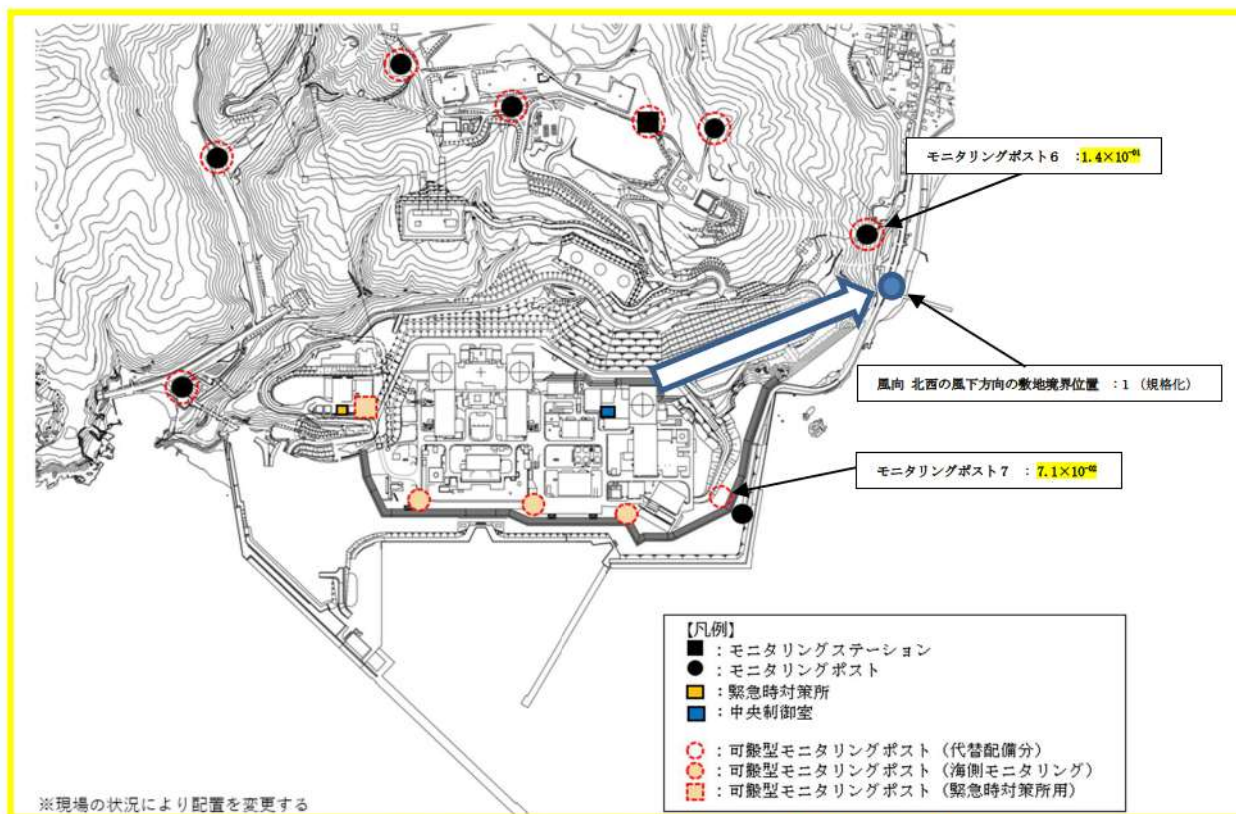 モニタリングポスト6 :1.4×10⁻⁰¹
風向 北西の風下方向の敷地境界位置 :1 (規格化)
モニタリングポスト7 : 7.1×10⁻⁰²
【凡例】
■ :モニタリングステーション
● :モニタリングポスト
:緊急時対策所
:中央制御室
:可搬型モニタリングポスト(代替配備分)
:可搬型モニタリングポスト(海側モニタリング)
:可搬型モニタリングポスト(緊急時対策所用)
※現場の状況により配置を変更する